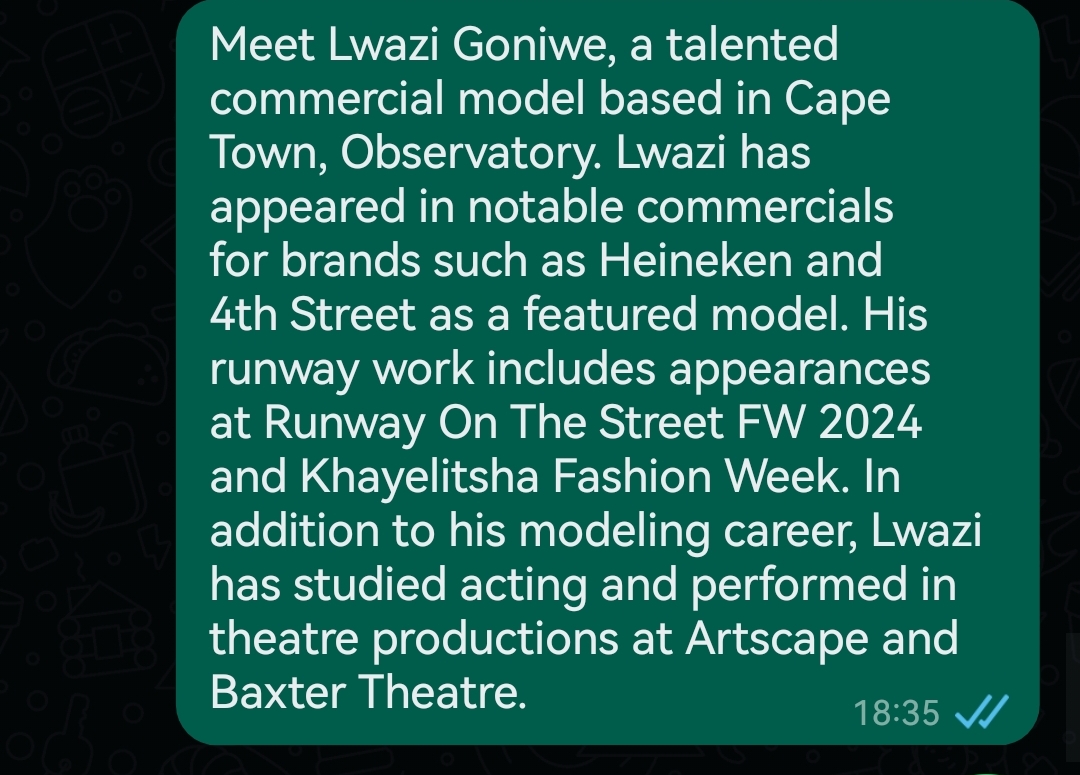 Meet Lwazi Goniwe, a talented
commercial model based in Cape
Town, Observatory. Lwazi has
appeared in notable commercials
for brands such as Heineken and
4th Street as a featured model. His
runway work includes appearances
at Runway On The Street FW 2024
and Khayelitsha Fashion Week. In
addition to his modeling career, Lwazi
has studied acting and performed in
theatre productions at Artscape and
Baxter Theatre.
18:35